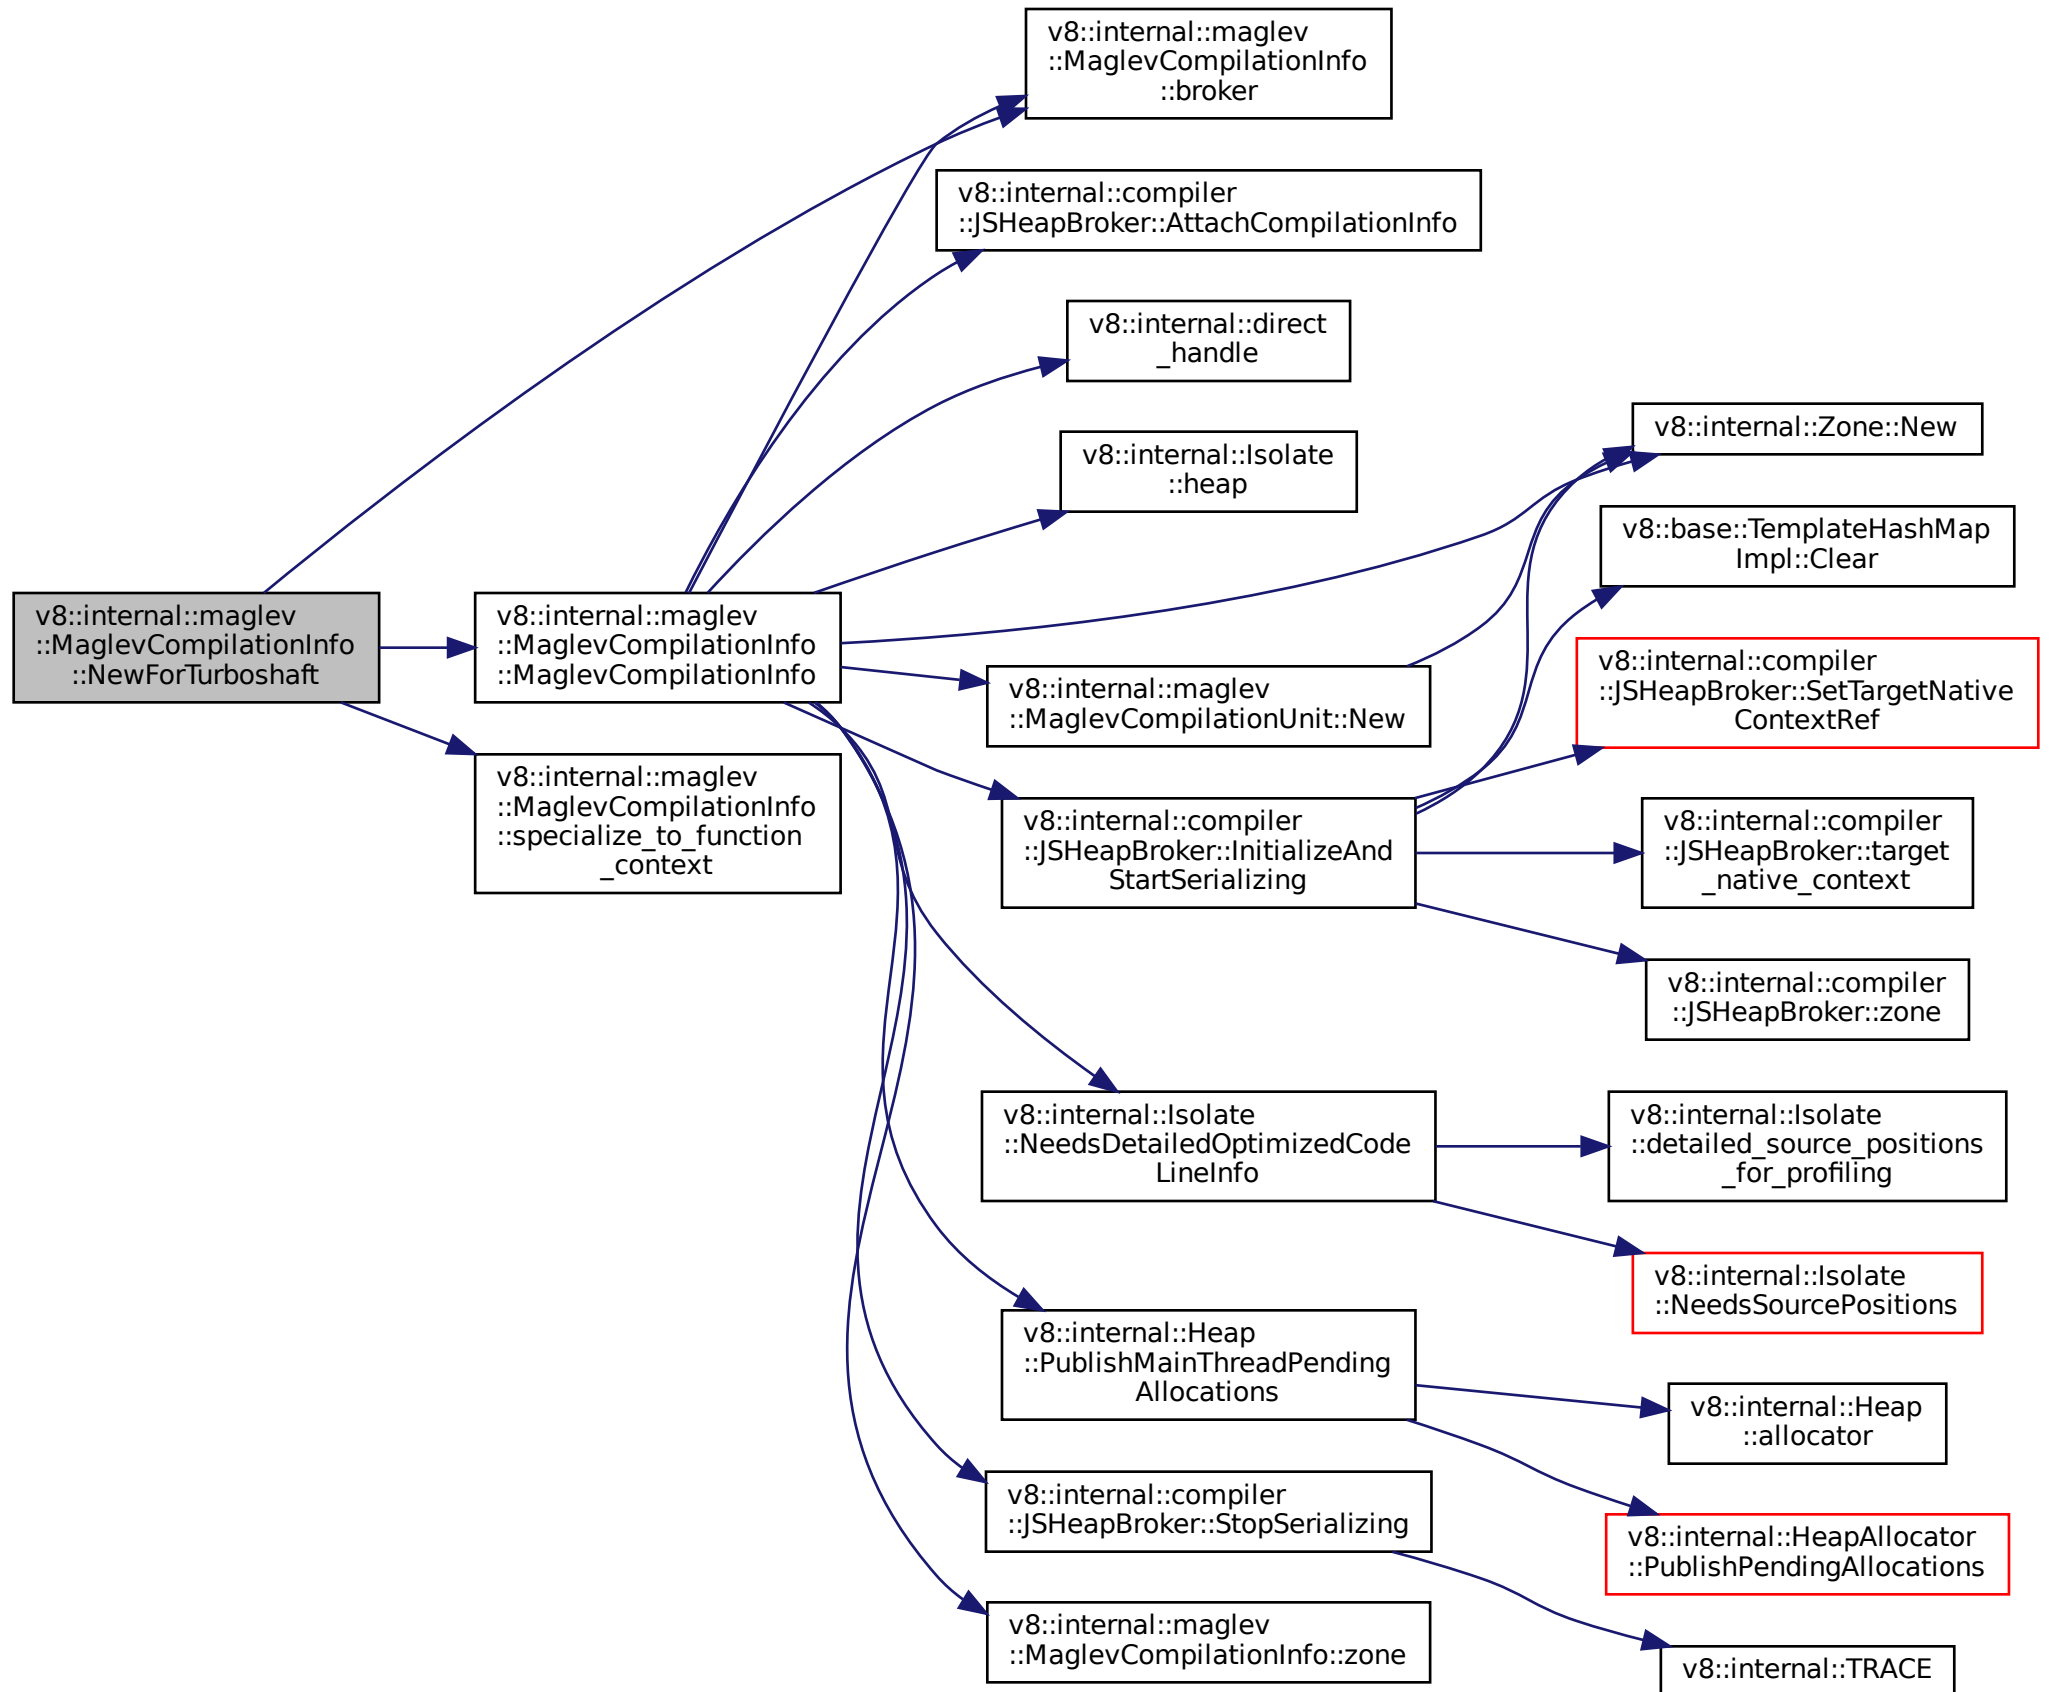 v8::internal::maglev
::MaglevCompilationInfo
::broker
v8::internal::compiler
::JSHeapBroker::AttachCompilationInfo
v8::internal::direct
_handle
v8::internal::Isolate
::heap
v8::internal::Zone::New
v8::base::TemplateHashMap
Impl::Clear
v8::internal::maglev
::MaglevCompilationInfo
::NewForTurboshaft
v8::internal::maglev
::MaglevCompilationInfo
::MaglevCompilationInfo
v8::internal::maglev
::MaglevCompilationUnit::New
v8::internal::compiler
::JSHeapBroker::SetTargetNative
ContextRef
v8::internal::maglev
::MaglevCompilationInfo
::specialize_to_function
_context
v8::internal::compiler
::JSHeapBroker::InitializeAnd
StartSerializing
v8::internal::compiler
::JSHeapBroker::target
_native_context
v8::internal::compiler
::JSHeapBroker::zone
v8::internal::Isolate
::NeedsDetailedOptimizedCode
LineInfo
v8::internal::Isolate
::detailed_source_positions
_for_profiling
v8::internal::Isolate
::NeedsSourcePositions
v8::internal::Heap
::PublishMainThreadPending
Allocations
v8::internal::Heap
::allocator
v8::internal::compiler
::JSHeapBroker::StopSerializing
v8::internal::HeapAllocator
::PublishPendingAllocations
v8::internal::maglev
::MaglevCompilationInfo::zone
v8::internal::TRACE